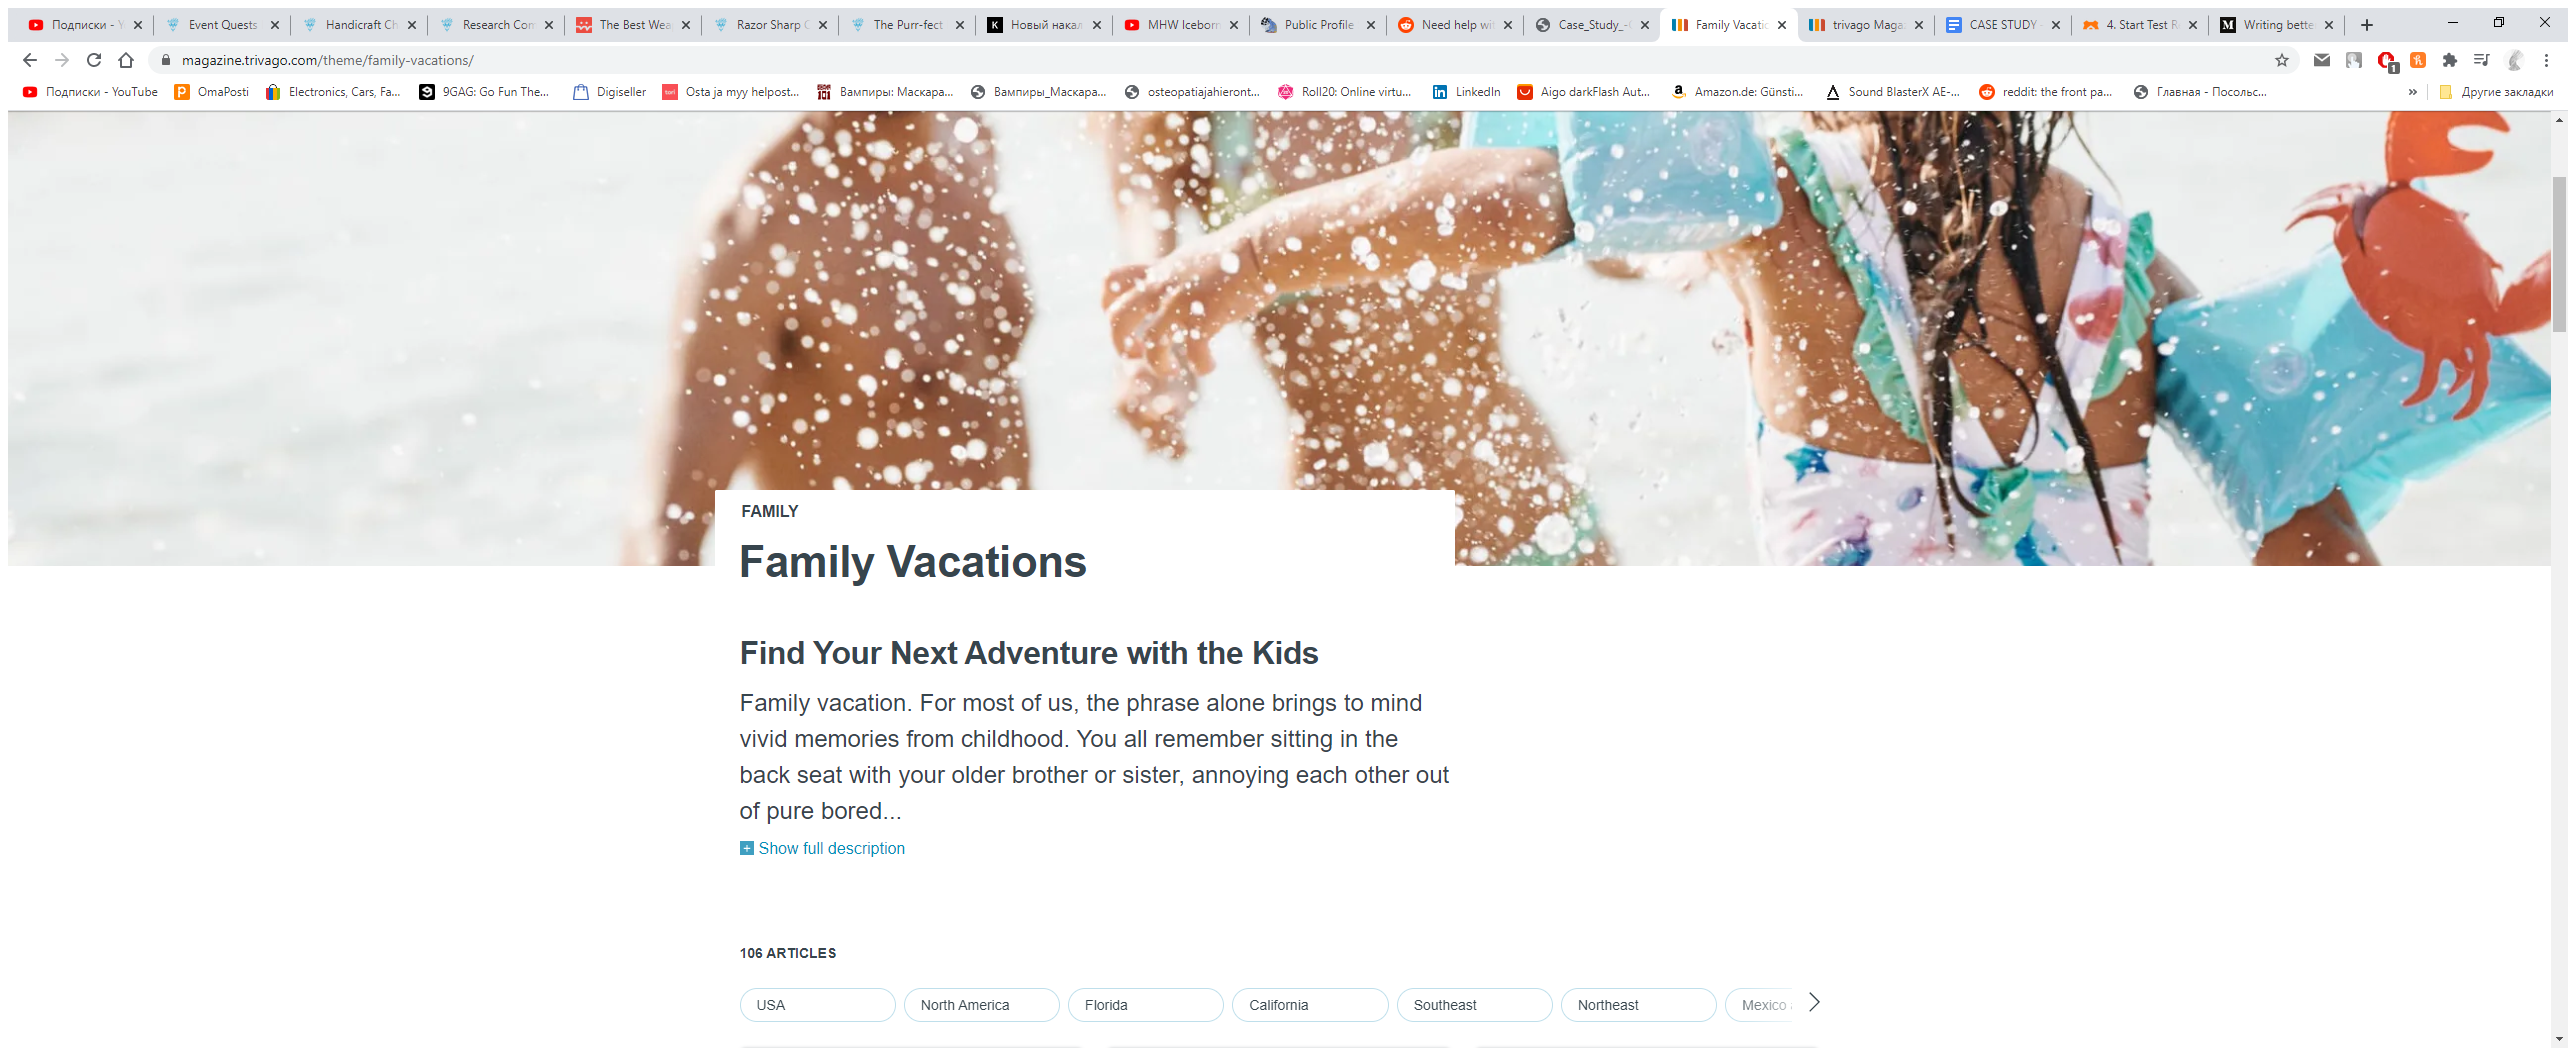 Подписки - Y
Event Quests
Handicraft Ch
Research Com
The Best Wea
Razor Sharp C
The Purr-fect
Новый накал
MHW Iceborn
Public Profile
Need help wit
Case_Study_-
Family Vacatio
trivago Magaz
CASE STUDY -
4. Start Test R
Writing bette
magazine.trivago.com/theme/family-vacations/
1
Подписки - YouTube
OmaPosti
Electronics, Cars, Fa...
9GAG: Go Fun The...
Digiseller
Osta ja myy helpost...
Вампиры: Маскара...
Вампиры_Маскара...
osteopatiajahieront...
Roll20: Online virtu...
LinkedIn
Aigo darkFlash Aut...
Amazon.de: Günsti...
Sound BlasterX AE-...
reddit: the front pa...
Главная - Посольс...
»
Другие закладки
FAMILY
Family Vacations
Find Your Next Adventure with the Kids
Family vacation. For most of us, the phrase alone brings to mind
vivid memories from childhood. You all remember sitting in the
back seat with your older brother or sister, annoying each other out
of pure bored...
Show full description
106 ARTICLES
USA
North America
Florida
California
Southeast
Northeast
Mexico